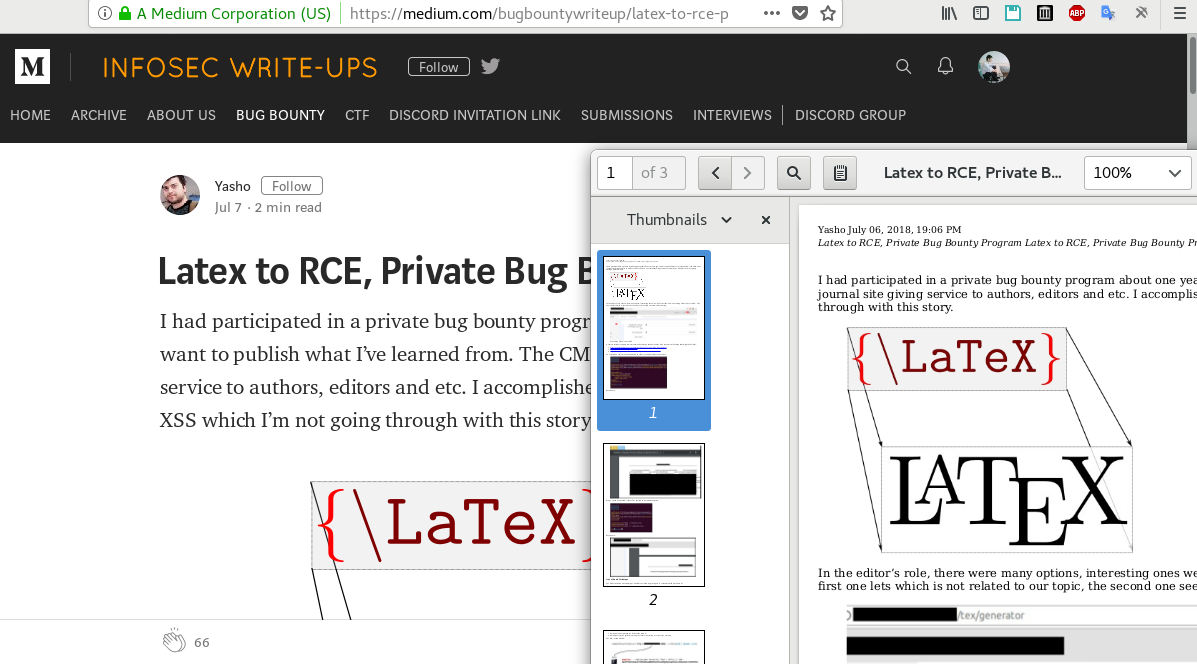 A Medium Corporation (US)
https://medium.com/bugbountywriteup/latex-to-rce-p
ABP
M
INFOSEC WRITE-UPS
Follow
HOME ARCHIVE ABOUT US BUG BOUNTY CTF DISCORD INVITATION LINK SUBMISSIONS INTERVIEWS DISCORD GROUP
Yasho Follow
Jul 7 · 2 min read
Latex to RCE, Private Bug B
I had participated in a private bug bounty progr
want to publish what I've learned from. The CM
service to authors, editors and etc. I accomplishe
XSS which I'm not going through with this story
{\LaTeX}
66
1 of 3
Latex to RCE, Private B...
100%
Thumbnails
1
2
Yasho July 06, 2018, 19:06 PM
Latex to RCE, Private Bug Bounty Program Latex to RCE, Private Bug Bounty Pr
I had participated in a private bug bounty program about one yea
journal site giving service to authors, editors and etc. I accomplis
through with this story.
{\LaTeX}
LATEX
In the editor's role, there were many options, interesting ones we
first one lets which is not related to our topic, the second one see
/tex/generator